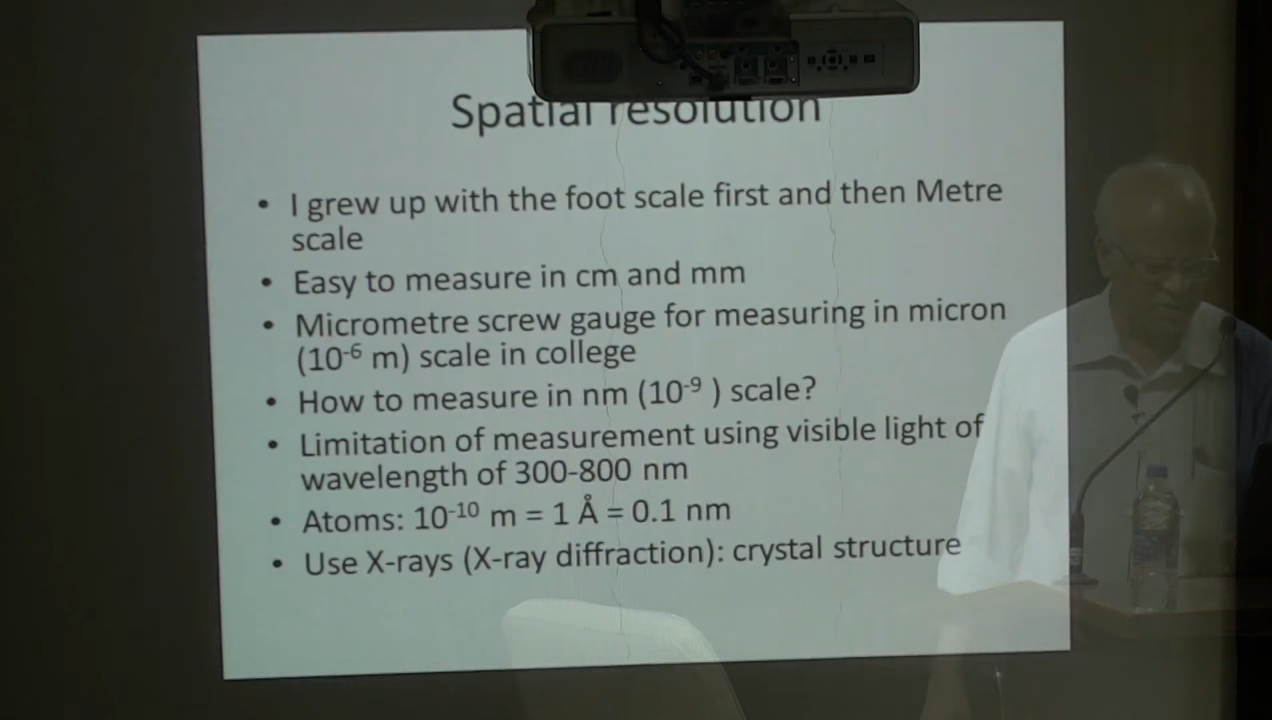 Spatial resolution
• I grew up with the foot scale first and then Metre
scale
• Easy to measure in cm and mm
• Micrometre screw gauge for measuring in micron
(10⁻⁶ m) scale in college
• How to measure in nm (10⁻⁹ ) scale?
• Limitation of measurement using visible light of
wavelength of 300-800 nm
• Atoms: 10⁻¹⁰ m = 1 Å = 0.1 nm
• Use X-rays (X-ray diffraction): crystal structure